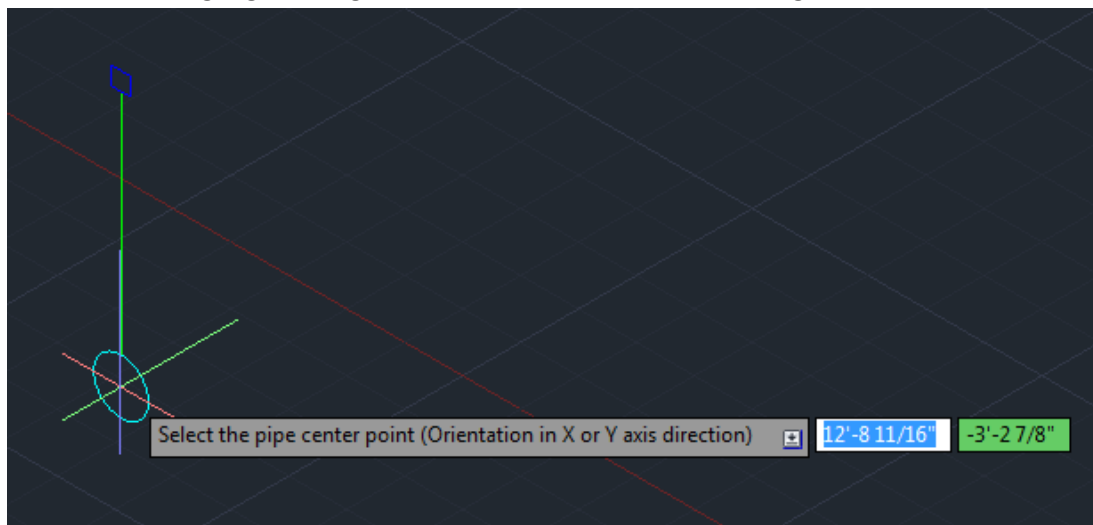 Select the pipe center point (Orientation in X or Y axis direction) 12'-8 11/16" -3'-2 7/8"